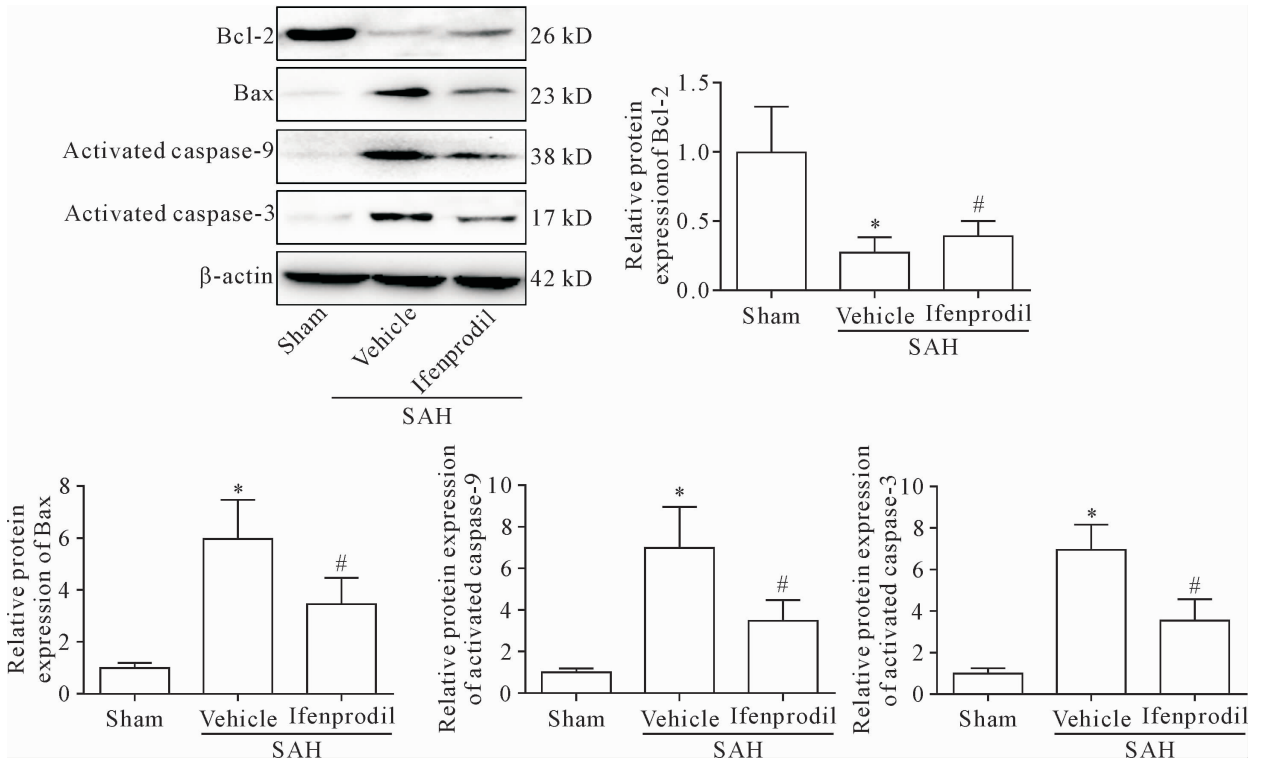 Bcl-2 26 kD
Bax 23 kD
Activated caspase-9 38 kD
Activated caspase-3 17 kD
β-actin 42 kD
Sham
Vehicle
Ifenprodil
SAH
Relative protein
expressionof Bcl-2
1.5
1.0
0.5
0.0
*
#
Sham Vehicle Ifenprodil
SAH
Relative protein
expression of Bax
8
6
4
2
0
*
#
Sham Vehicle Ifenprodil
SAH
Relative protein expression
of activated caspase-9
10
8
6
4
2
0
*
#
Sham Vehicle Ifenprodil
SAH
Relative protein expression
of activated caspase-3
10
8
6
4
2
0
*
#
Sham Vehicle Ifenprodil
SAH